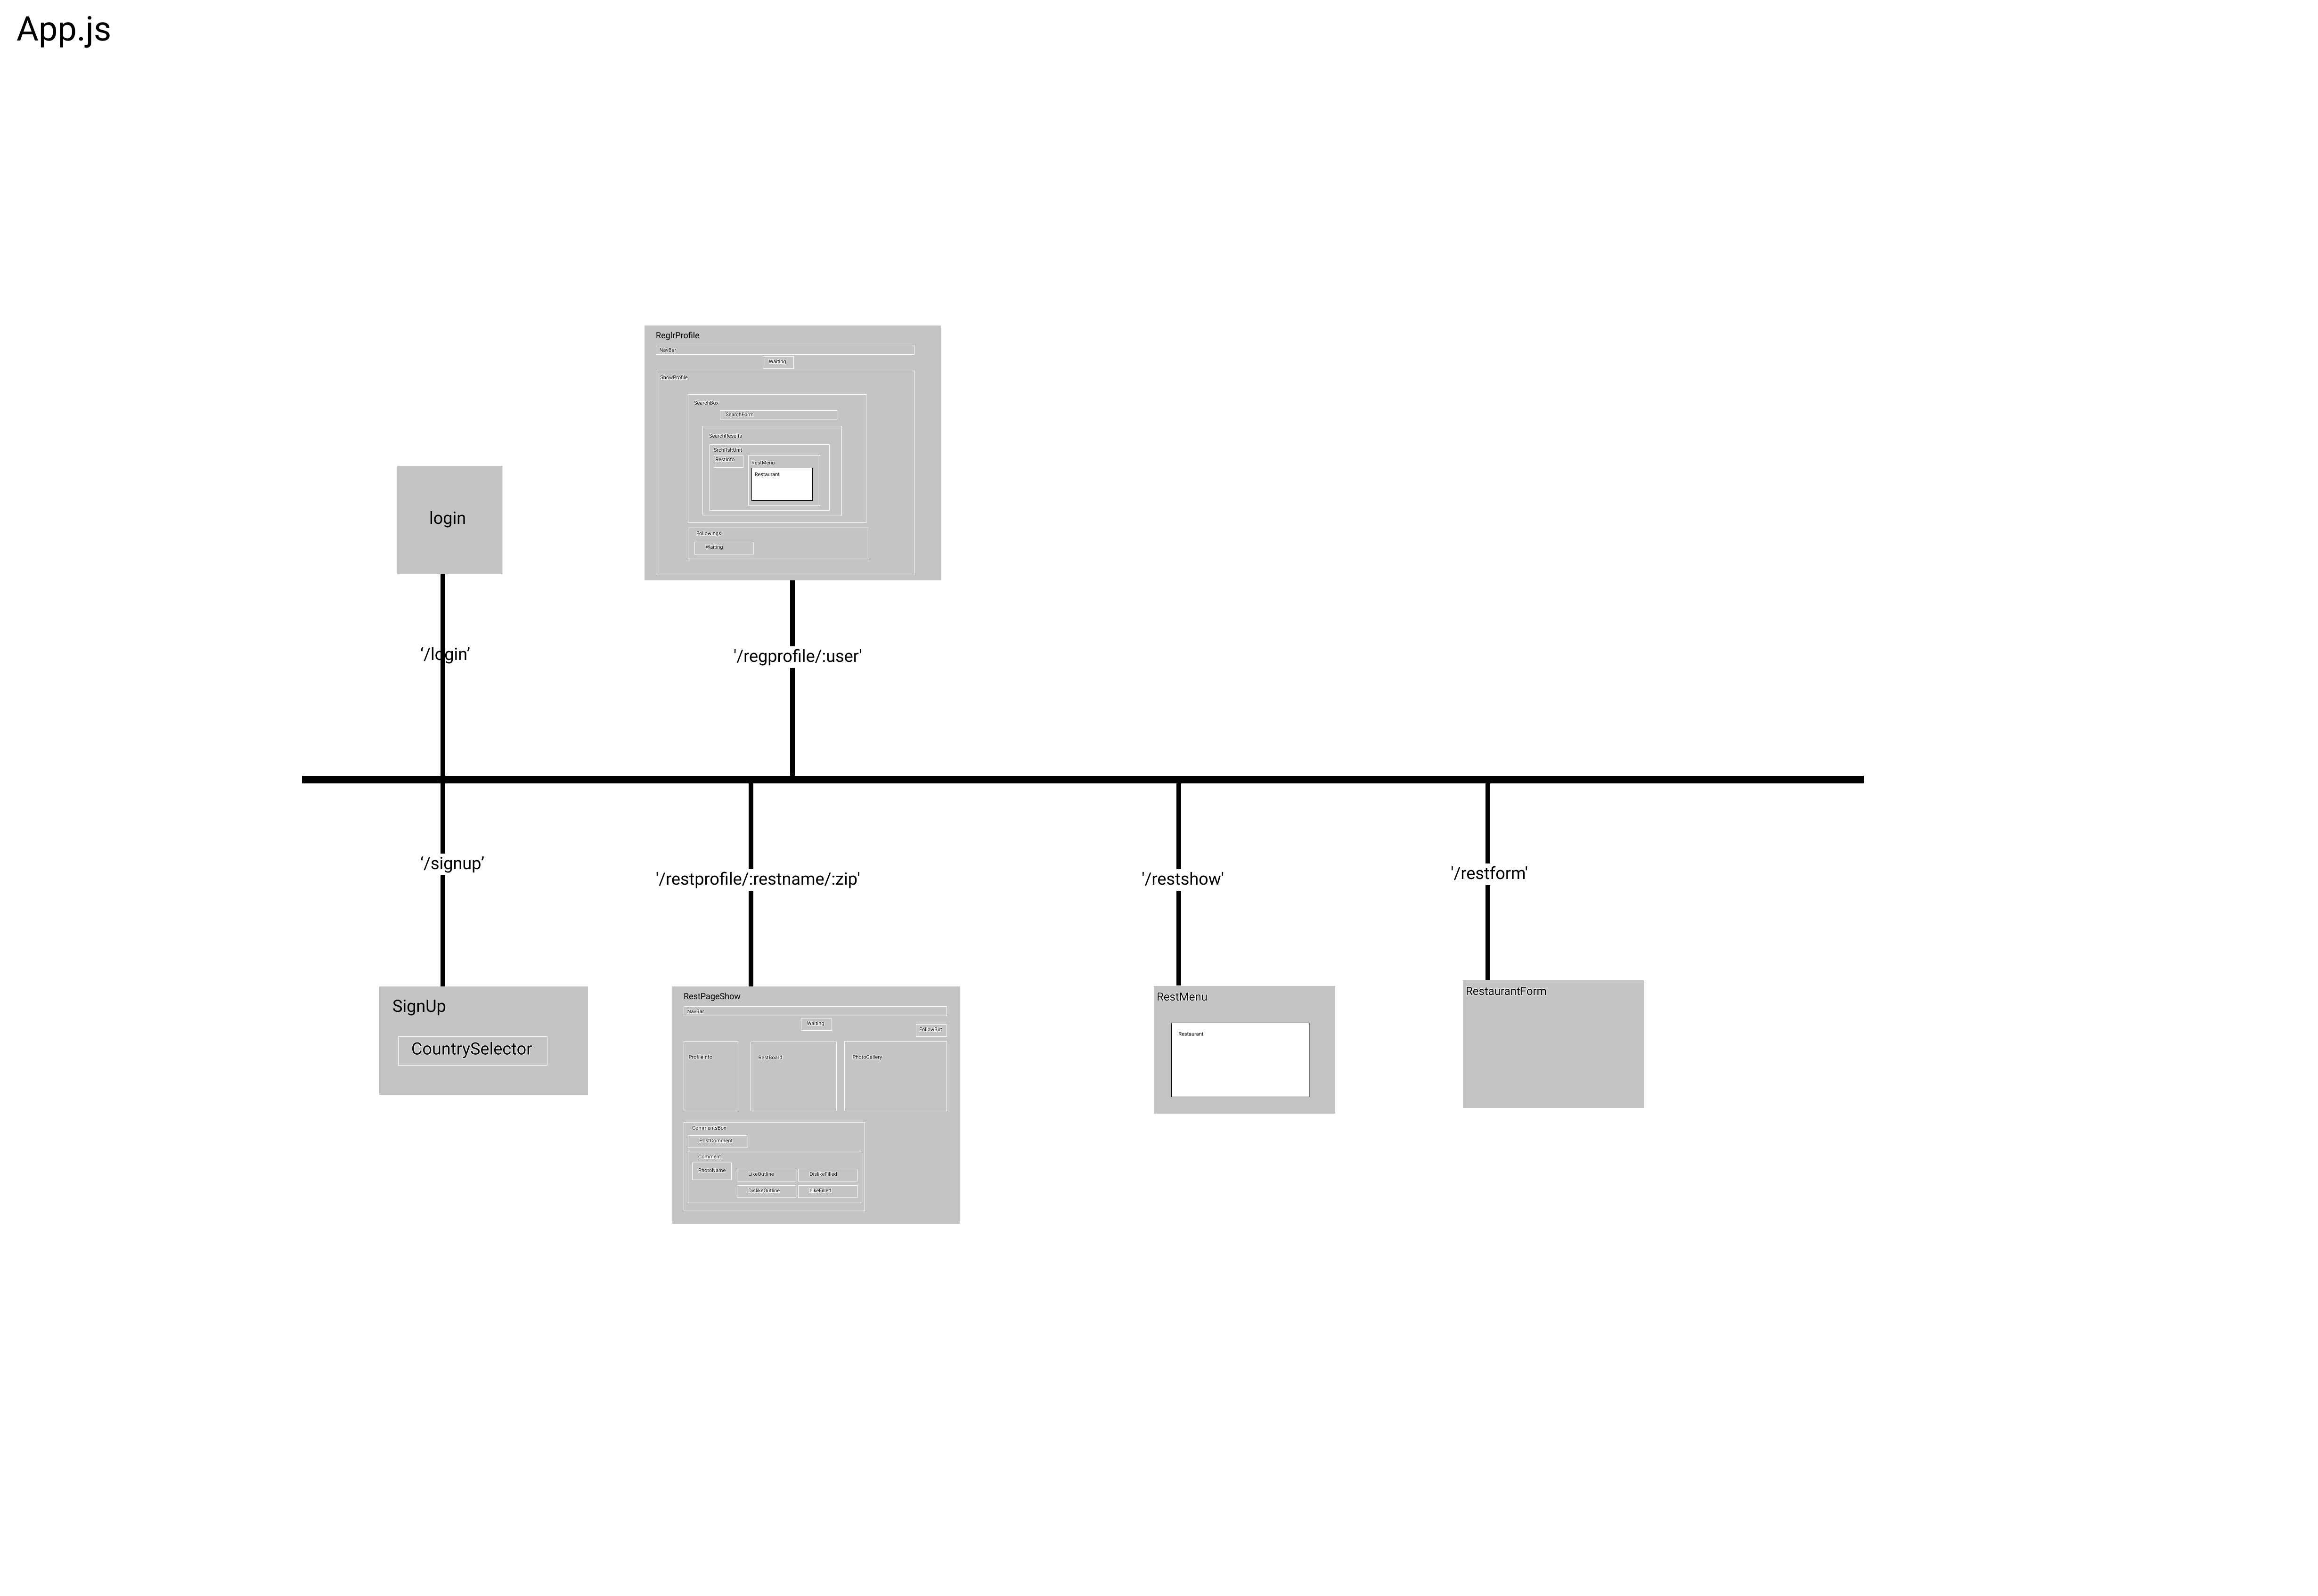 App.js
ReglrProfile
NavBar
Waiting
ShowProfile
SearchBox
SearchForm
SearchResults
SrchRsltUnit
RestInfo
RestMenu
Restaurant
Followings
Waiting
login
‘/login’
'/regprofile/:user'
‘/signup’
'/restprofile/:restname/:zip'
'/restshow'
'/restform'
SignUp
CountrySelector
RestPageShow
NavBar
Waiting
FollowBut
ProfileInfo
RestBoard
PhotoGallery
CommentsBox
PostComment
Comment
PhotoName
LikeOutline
DislikeFilled
DislikeOutline
LikeFilled
RestMenu
Restaurant
RestaurantForm